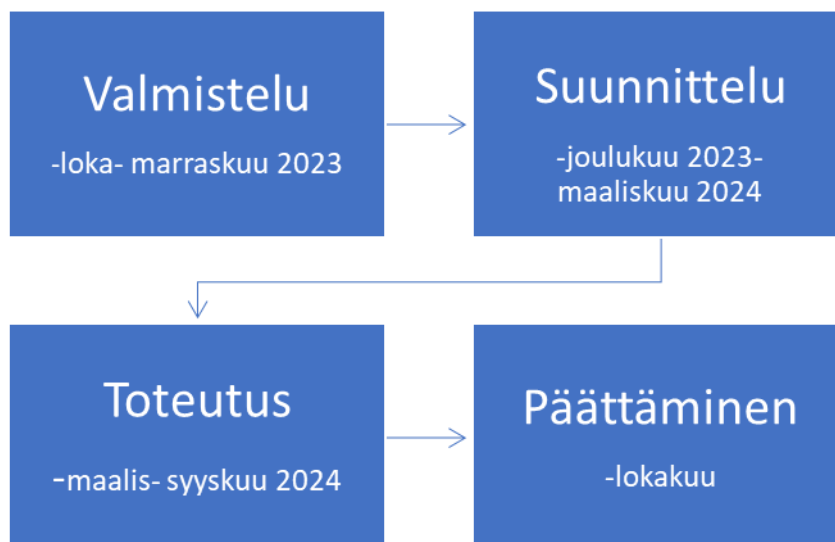 Valmistelu
-loka- marraskuu 2023
Suunnittelu
-joulukuu 2023-
maaliskuu 2024
Toteutus
-maalis- syyskuu 2024
Päättäminen
-lokakuu